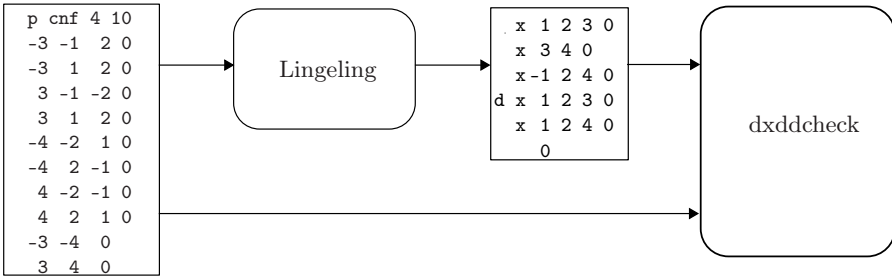 p cnf 4 10
-3 -1 2 0
-3 1 2 0
3 -1 -2 0
3 1 2 0
-4 -2 1 0
-4 2 -1 0
4 -2 -1 0
4 2 1 0
-3 -4 0
3 4 0
Lingeling
x 1 2 3 0
x 3 4 0
x -1 2 4 0
d x 1 2 3 0
x 1 2 4 0
0
dxddcheck